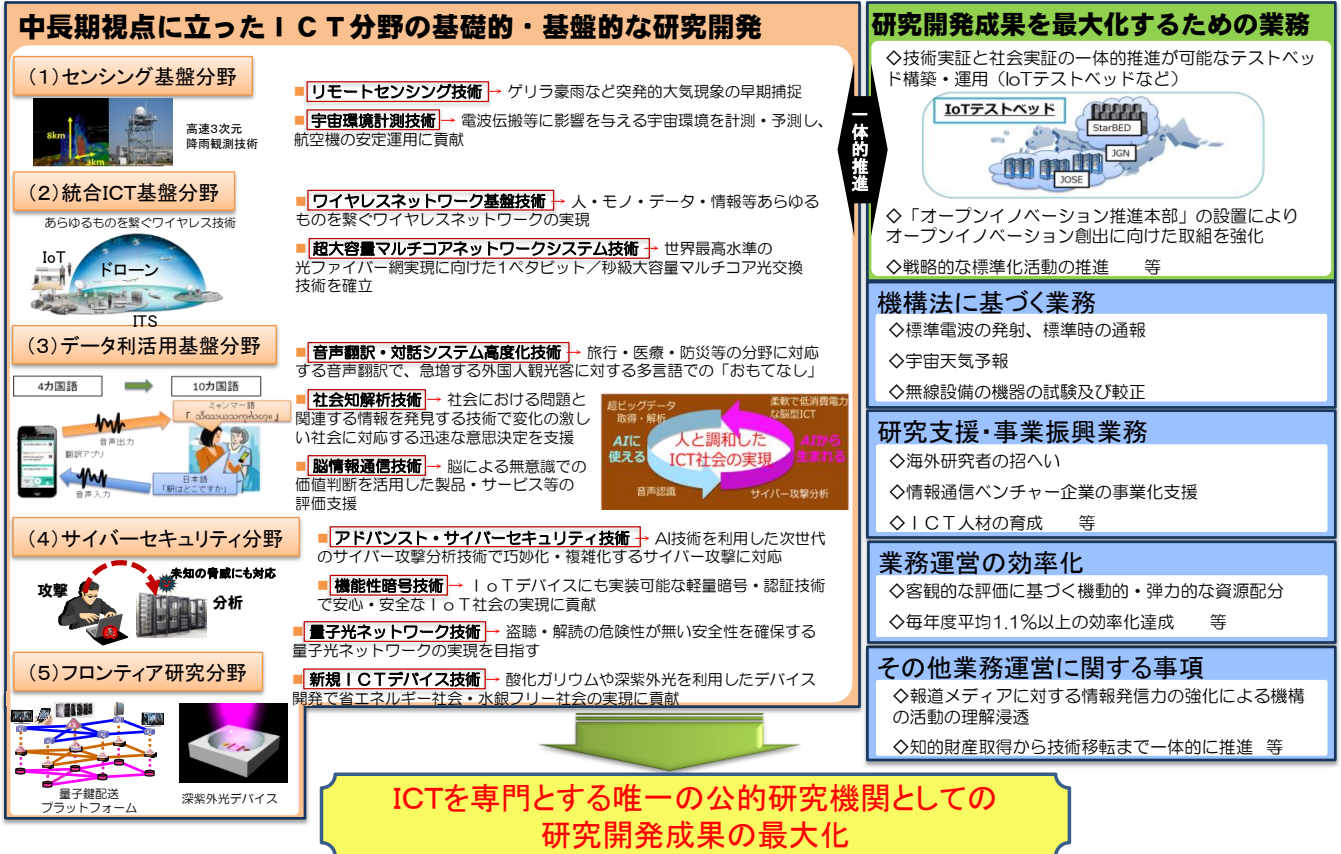 中長期視点に立ったＩＣＴ分野の基礎的・基盤的な研究開発
(1)センシング基盤分野
8km
3km
高速3次元
降雨観測技術
■リモートセンシング技術→ ゲリラ豪雨など突発的大気現象の早期捕捉
■宇宙環境計測技術→ 電波伝搬等に影響を与える宇宙環境を計測・予測し、
航空機の安定運用に貢献
(2)統合ICT基盤分野
あらゆるものを繋ぐワイヤレス技術
IoT
ドローン
ITS
■ワイヤレスネットワーク基盤技術→ 人・モノ・データ・情報等あらゆる
ものを繋ぐワイヤレスネットワークの実現
■超大容量マルチコアネットワークシステム技術→ 世界最高水準の
光ファイバー網実現に向けた1ペタビット／秒級大容量マルチコア光交換
技術を確立
(3)データ利活用基盤分野
4カ国語
10カ国語
ミャンマー語
音声出力
翻訳アプリ
音声入力
日本語
「駅はどこですか」
■音声翻訳・対話システム高度化技術→ 旅行・医療・防災等の分野に対応
する音声翻訳で、急増する外国人観光客に対する多言語での「おもてなし」
■社会知解析技術→ 社会における問題と
関連する情報を発見する技術で変化の激し
い社会に対応する迅速な意思決定を支援
■脳情報通信技術→ 脳による無意識での
価値判断を活用した製品・サービス等の
評価支援
超ビッグデータ
取得・解析
柔軟で低消費電力
な脳型ICT
AIに
使える
人と調和した
ICT社会の実現
AIから
生まれる
音声認識
サイバー攻撃分析
(4)サイバーセキュリティ分野
未知の脅威にも対応
攻撃
分析
■アドバンスト・サイバーセキュリティ技術→ AI技術を利用した次世代
のサイバー攻撃分析技術で巧妙化・複雑化するサイバー攻撃に対応
■機能性暗号技術→ ＩｏＴデバイスにも実装可能な軽量暗号・認証技術
で安心・安全なＩｏＴ社会の実現に貢献
■量子光ネットワーク技術→ 盗聴・解読の危険性が無い安全性を確保する
量子光ネットワークの実現を目指す
(5)フロンティア研究分野
■新規ＩＣＴデバイス技術→ 酸化ガリウムや深紫外光を利用したデバイス
開発で省エネルギー社会・水銀フリー社会の実現に貢献
量子鍵配送
プラットフォーム
深紫外光デバイス
一体的推進
研究開発成果を最大化するための業務
◇技術実証と社会実証の一体的推進が可能なテストベッ
ド構築・運用（IoTテストベッドなど）
IoTテストベッド
StarBED
JGN
JOSE
◇「オープンイノベーション推進本部」の設置により
オープンイノベーション創出に向けた取組を強化
◇戦略的な標準化活動の推進　等
機構法に基づく業務
◇標準電波の発射、標準時の通報
◇宇宙天気予報
◇無線設備の機器の試験及び較正
研究支援・事業振興業務
◇海外研究者の招へい
◇情報通信ベンチャー企業の事業化支援
◇ＩＣＴ人材の育成　等
業務運営の効率化
◇客観的な評価に基づく機動的・弾力的な資源配分
◇毎年度平均1.1%以上の効率化達成　等
その他業務運営に関する事項
◇報道メディアに対する情報発信力の強化による機構
の活動の理解浸透
◇知的財産取得から技術移転まで一体的に推進 等
ICTを専門とする唯一の公的研究機関としての
研究開発成果の最大化